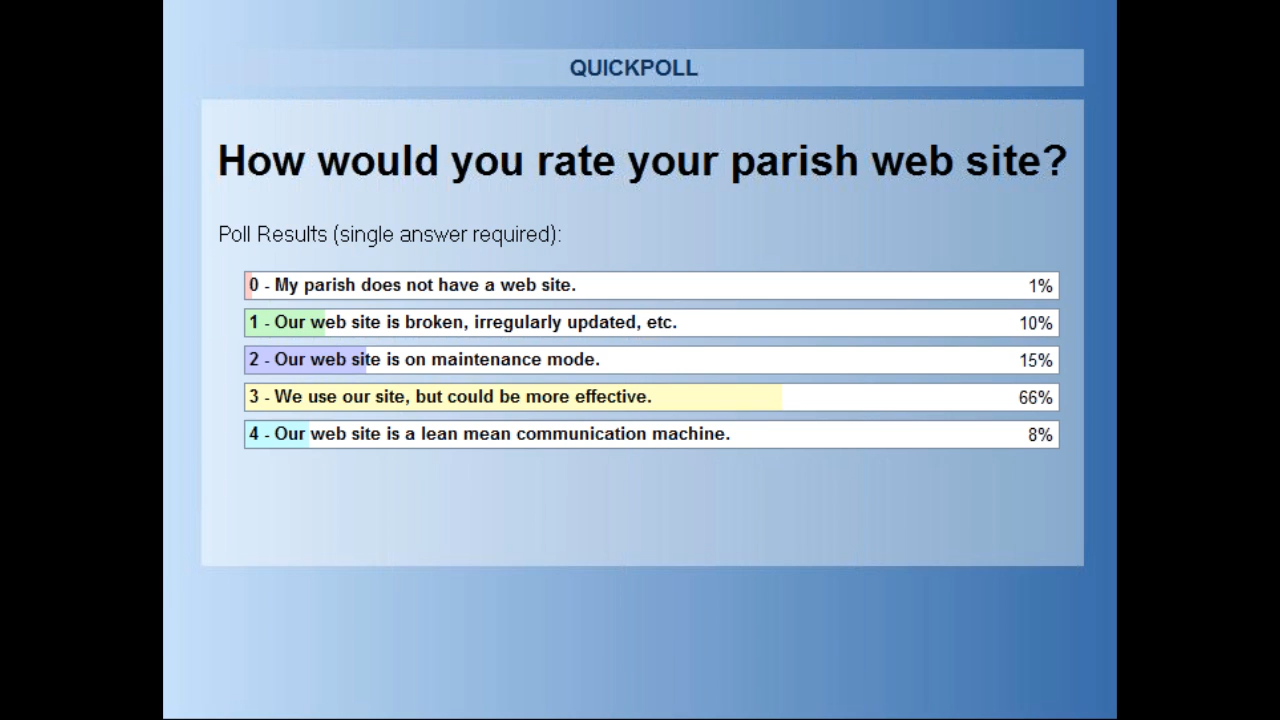 QUICKPOLL
How would you rate your parish web site?
Poll Results (single answer required):
0 - My parish does not have a web site. 1%
1 - Our web site is broken, irregularly updated, etc. 10%
2 - Our web site is on maintenance mode. 15%
3 - We use our site, but could be more effective. 66%
4 - Our web site is a lean mean communication machine. 8%